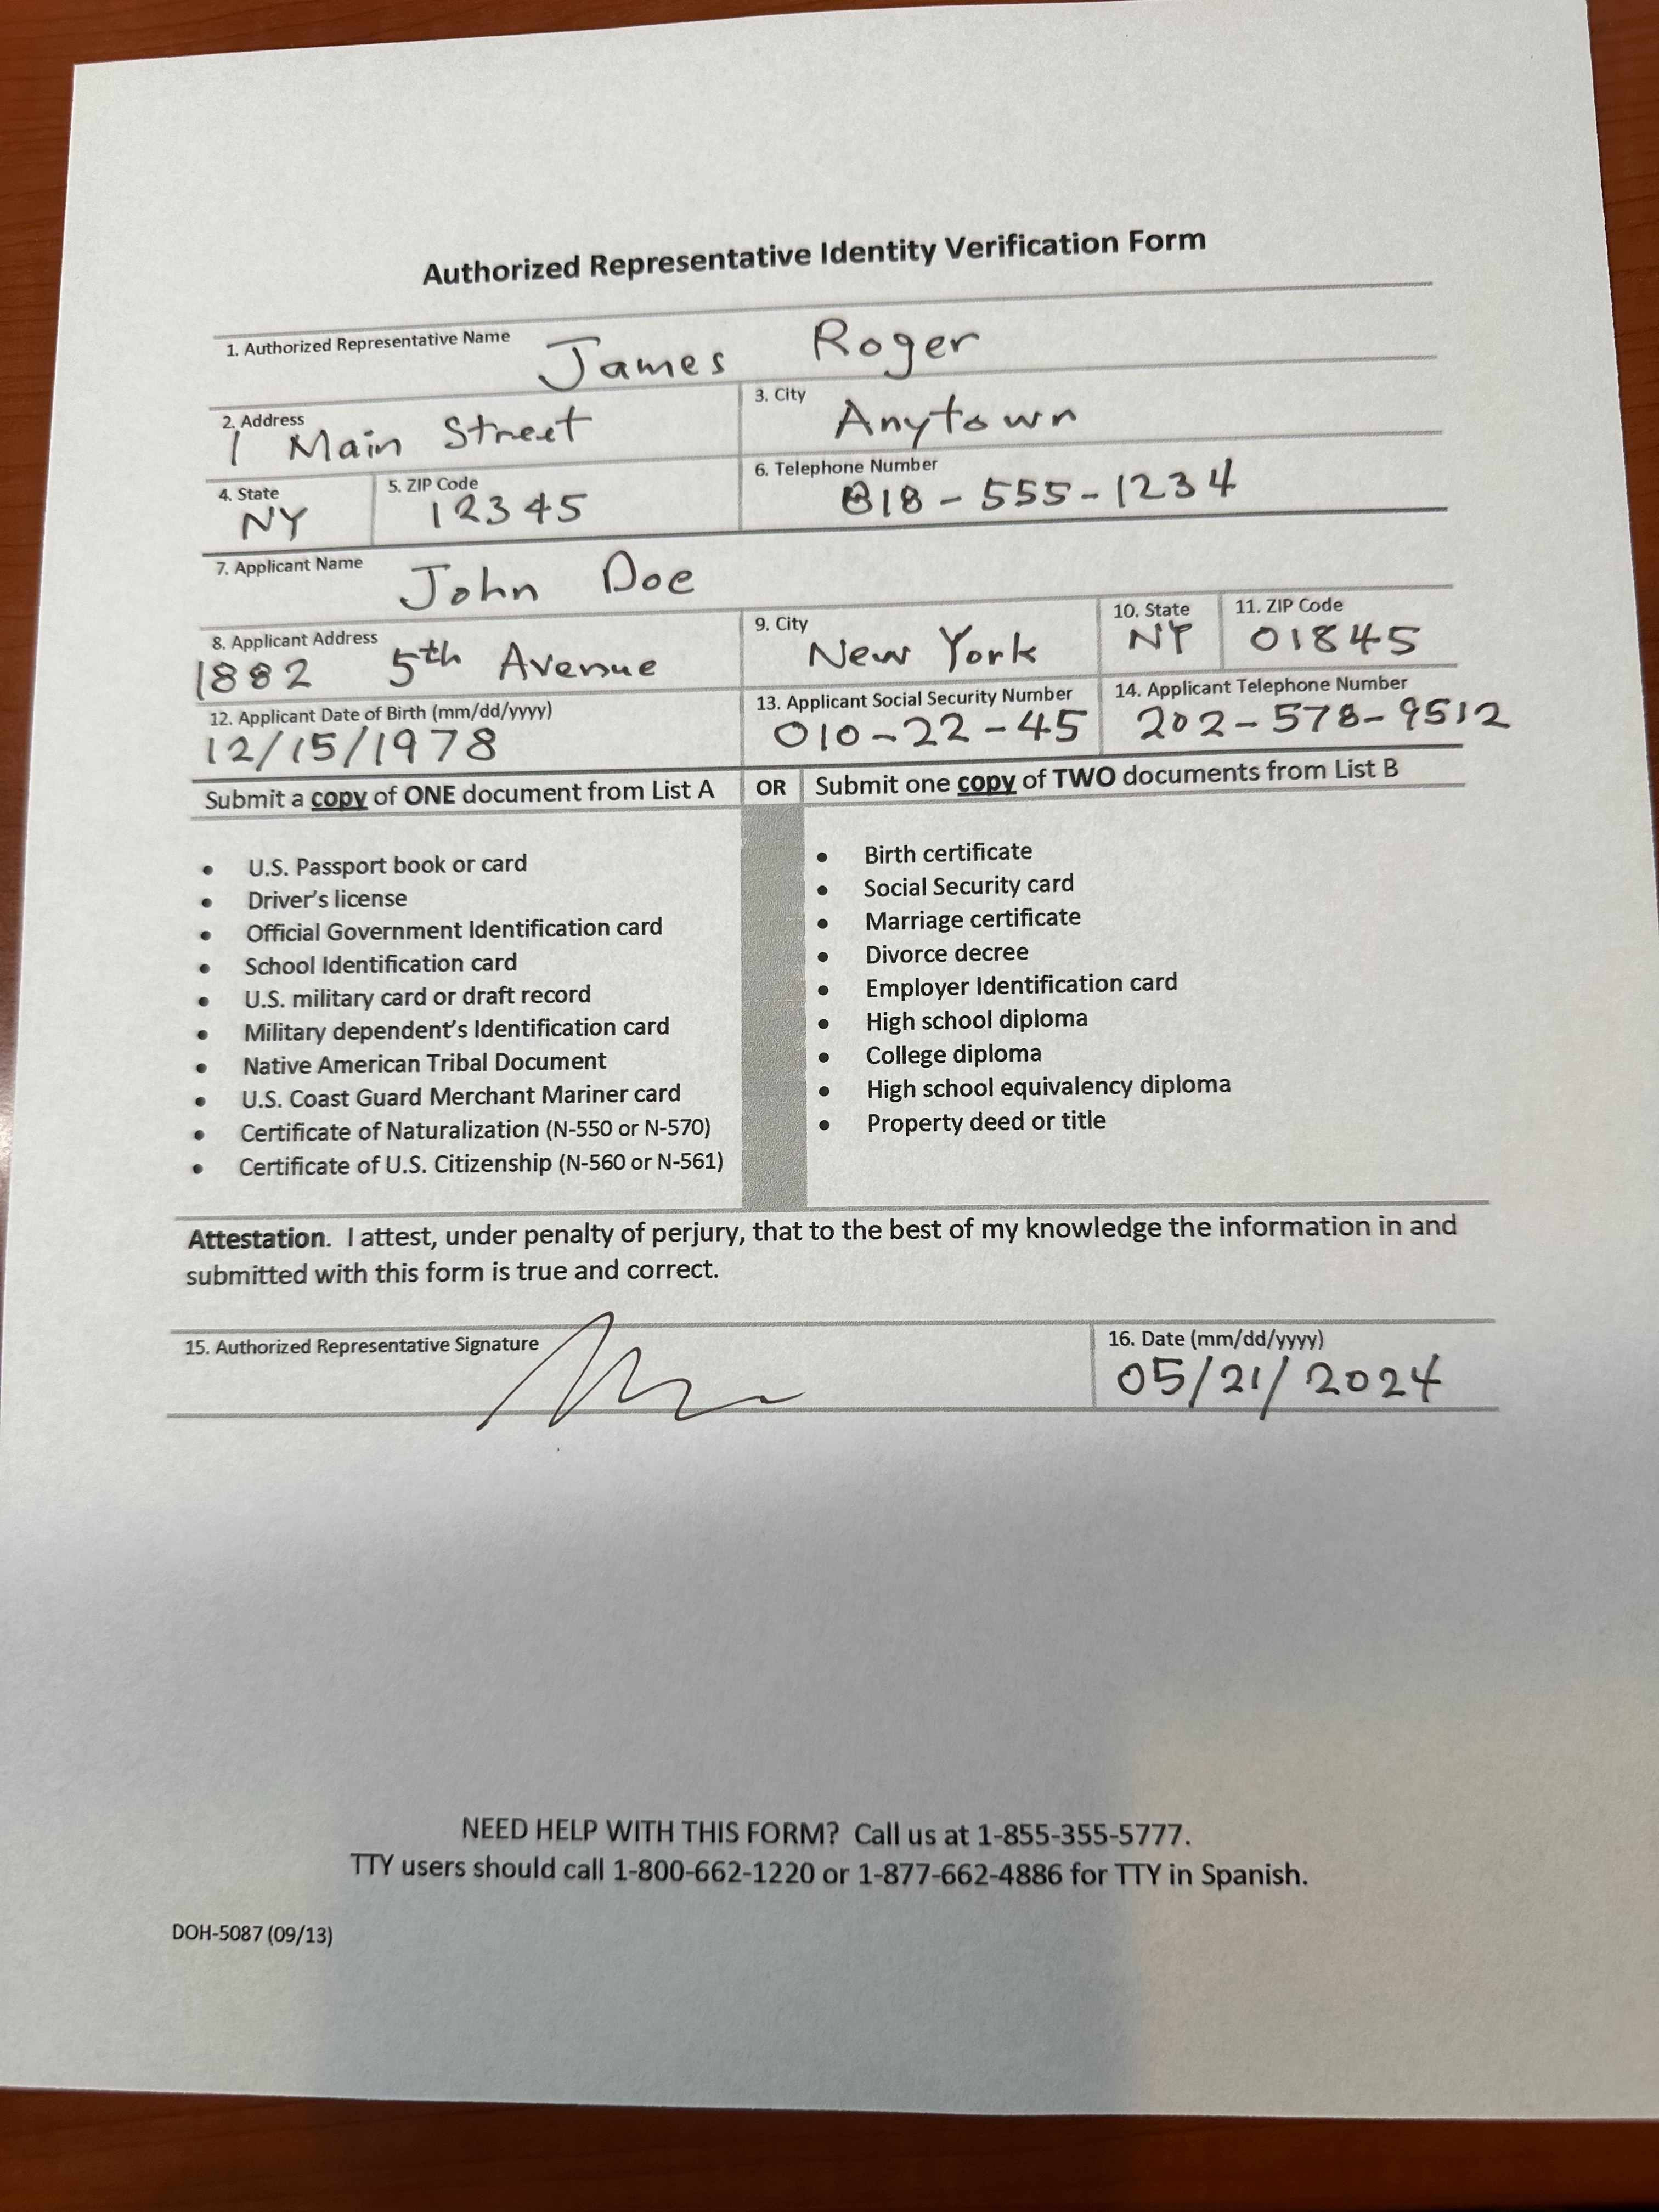 Authorized Representative Identity Verification Form
1. Authorized Representative Name James Roger
2. Address 1 Main Street 3. City Anytown
4. State NY 5. ZIP Code 12345 6. Telephone Number 818-555-1234
7. Applicant Name John Doe
8. Applicant Address 1882 5th Avenue 9. City New York 10. State NY 11. ZIP Code 01845
12. Applicant Date of Birth (mm/dd/yyyy) 12/15/1978 13. Applicant Social Security Number 010-22-45 14. Applicant Telephone Number 202-578-9512
Submit a copy of ONE document from List A OR Submit one copy of TWO documents from List B
• U.S. Passport book or card
• Driver's license
• Official Government Identification card
• School Identification card
• U.S. military card or draft record
• Military dependent's Identification card
• Native American Tribal Document
• U.S. Coast Guard Merchant Mariner card
• Certificate of Naturalization (N-550 or N-570)
• Certificate of U.S. Citizenship (N-560 or N-561)
• Birth certificate
• Social Security card
• Marriage certificate
• Divorce decree
• Employer Identification card
• High school diploma
• College diploma
• High school equivalency diploma
• Property deed or title
Attestation. I attest, under penalty of perjury, that to the best of my knowledge the information in and
submitted with this form is true and correct.
15. Authorized Representative Signature 16. Date (mm/dd/yyyy) 05/21/2024
NEED HELP WITH THIS FORM? Call us at 1-855-355-5777.
TTY users should call 1-800-662-1220 or 1-877-662-4886 for TTY in Spanish.
DOH-5087 (09/13)